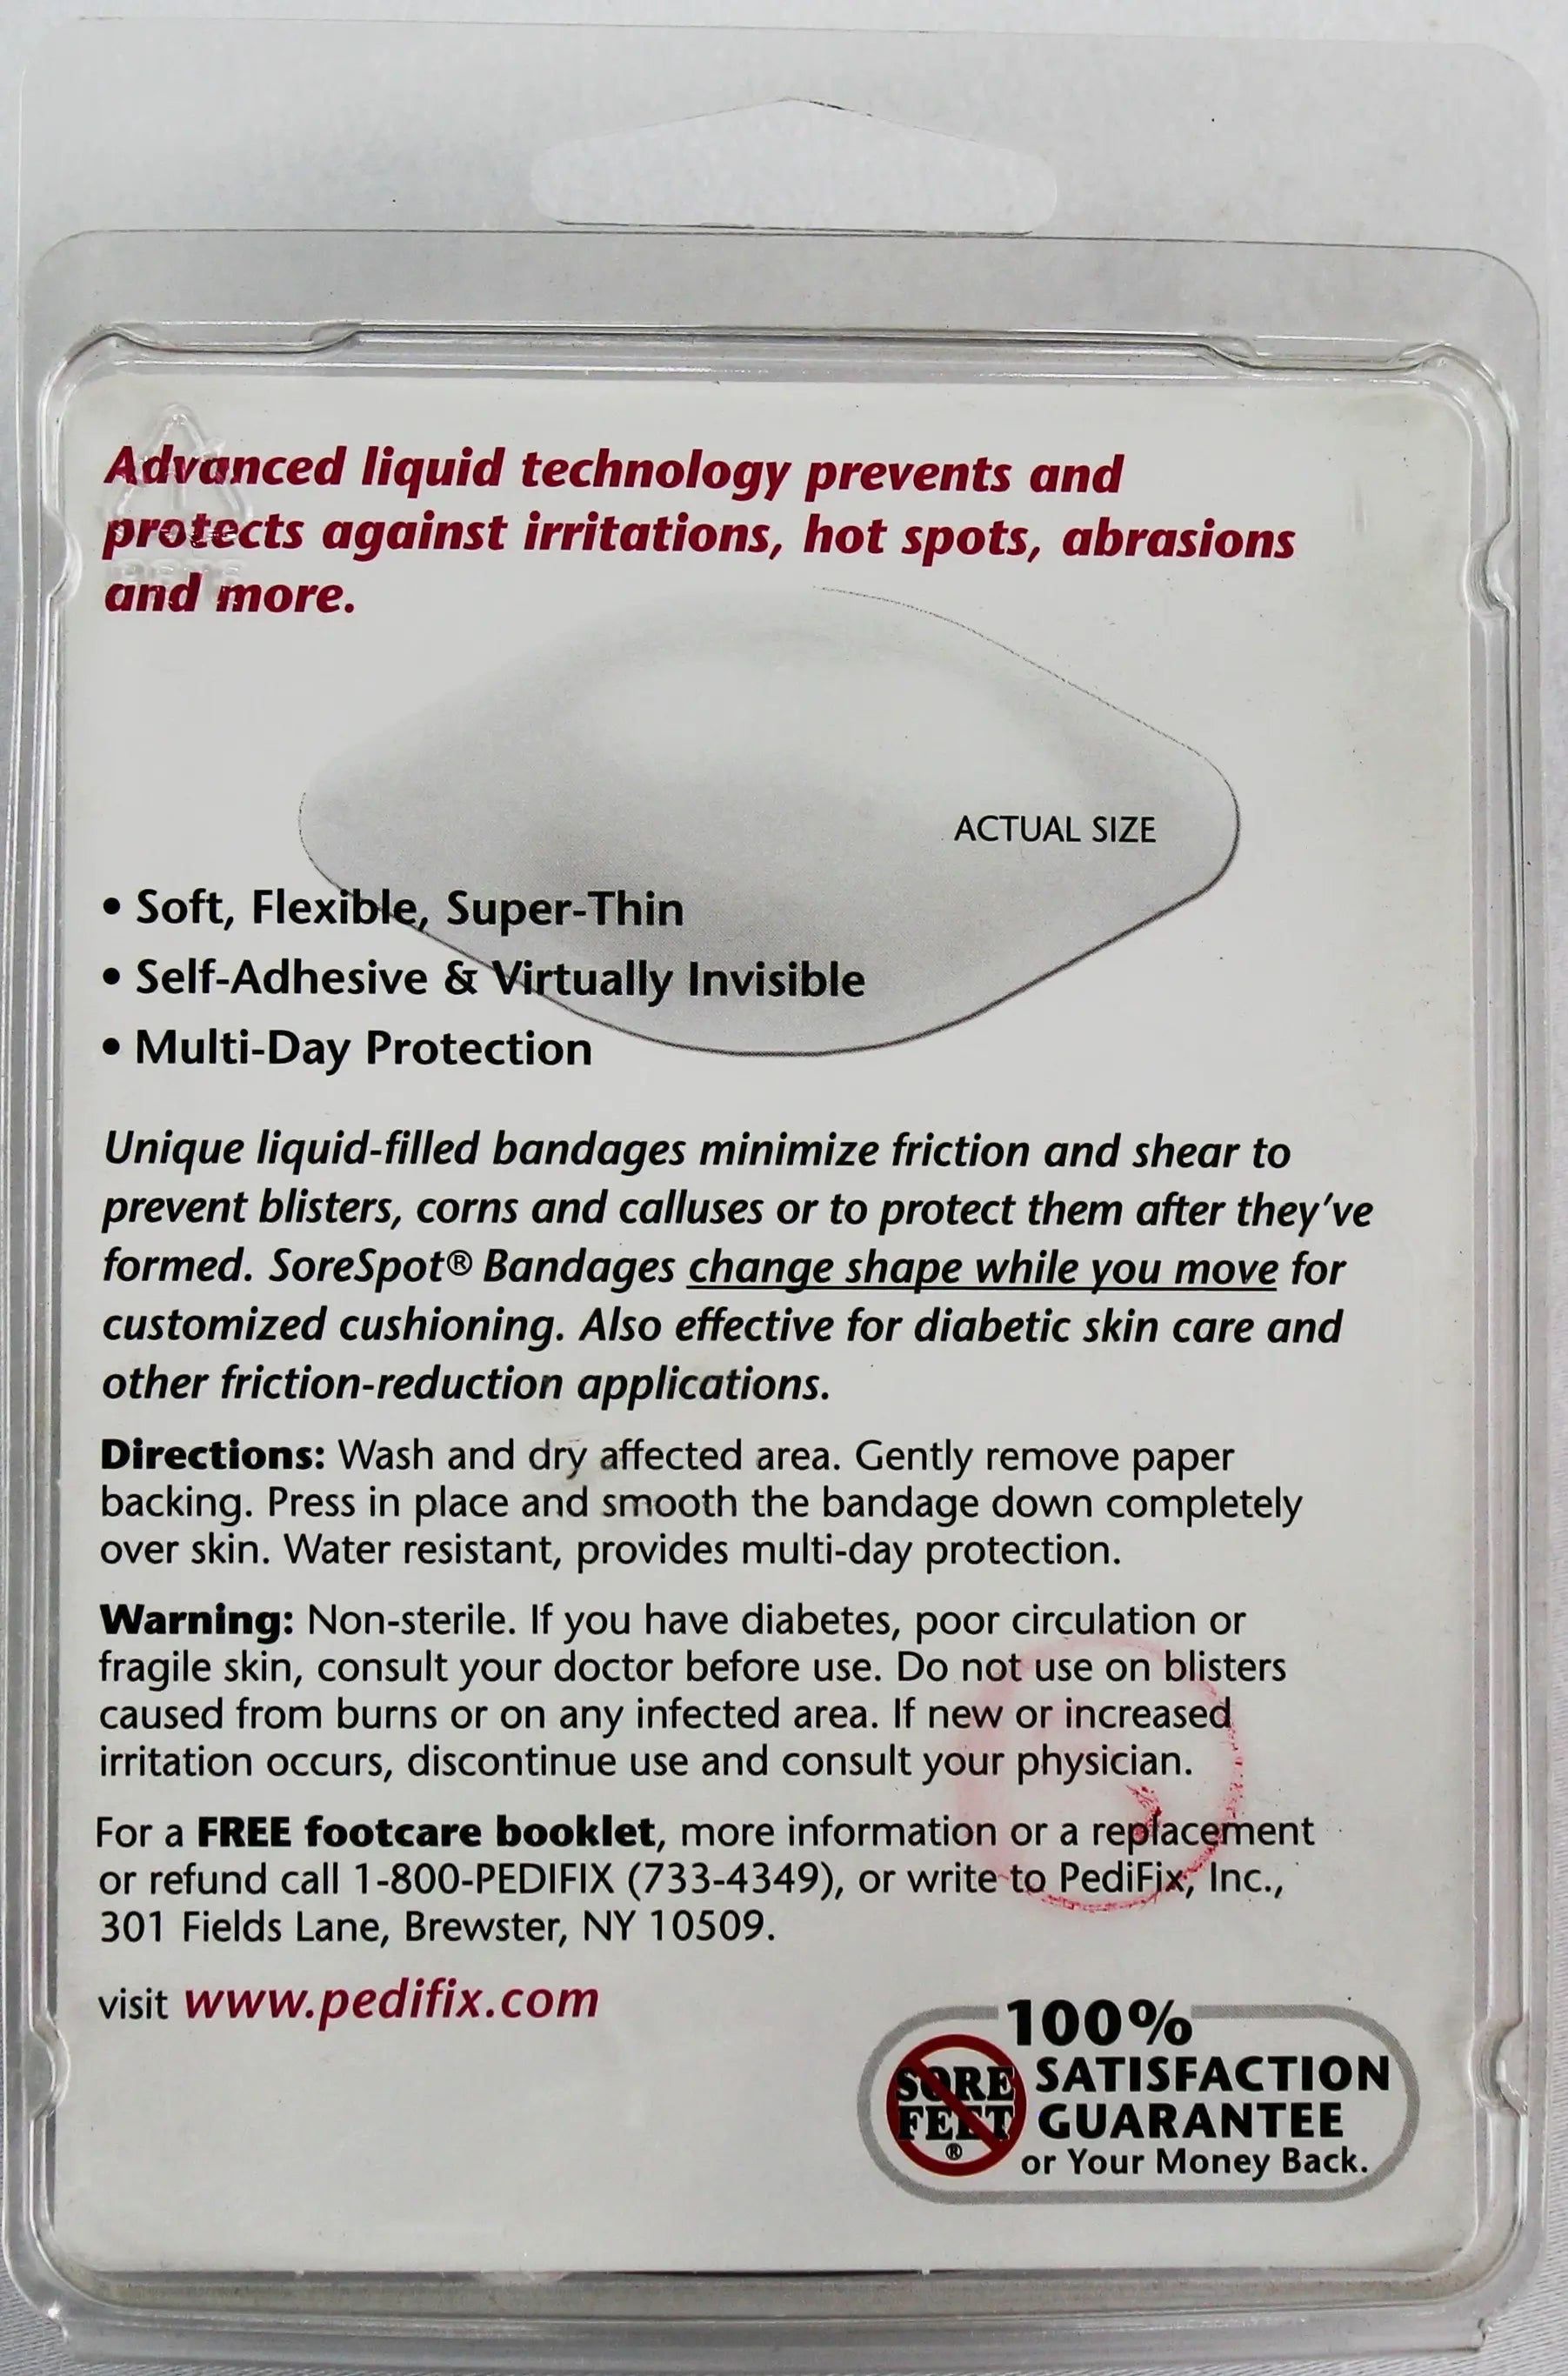 Advanced liquid technology prevents and
protects against irritations, hot spots, abrasions
and more.
ACTUAL SIZE
• Soft, Flexible, Super-Thin
• Self-Adhesive & Virtually Invisible
• Multi-Day Protection
Unique liquid-filled bandages minimize friction and shear to
prevent blisters, corns and calluses or to protect them after they've
formed. SoreSpot® Bandages change shape while you move for
customized cushioning. Also effective for diabetic skin care and
other friction-reduction applications.
Directions: Wash and dry affected area. Gently remove paper
backing. Press in place and smooth the bandage down completely
over skin. Water resistant, provides multi-day protection.
Warning: Non-sterile. If you have diabetes, poor circulation or
fragile skin, consult your doctor before use. Do not use on blisters
caused from burns or on any infected area. If new or increased
irritation occurs, discontinue use and consult your physician.
For a FREE footcare booklet, more information or a replacement
or refund call 1-800-PEDIFIX (733-4349), or write to PediFix, Inc.,
301 Fields Lane, Brewster, NY 10509.
visit www.pedifix.com
SORE
FEET
®
100%
SATISFACTION
GUARANTEE
or Your Money Back.